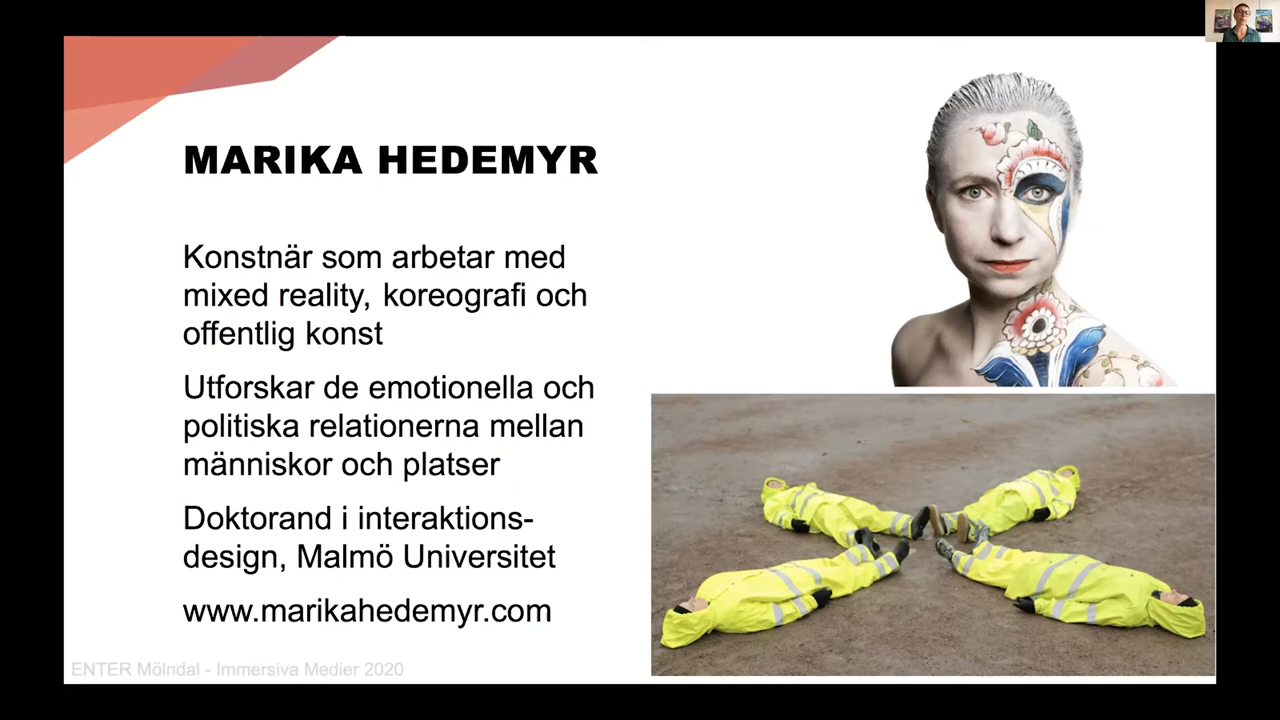 MARIKA HEDEMYR
Konstnär som arbetar med
mixed reality, koreografi och
offentlig konst
Utforskar de emotionella och
politiska relationerna mellan
människor och platser
Doktorand i interaktions-
design, Malmö Universitet
www.marikahedemyr.com
ENTER Mölndal - Immersiva Medier 2020